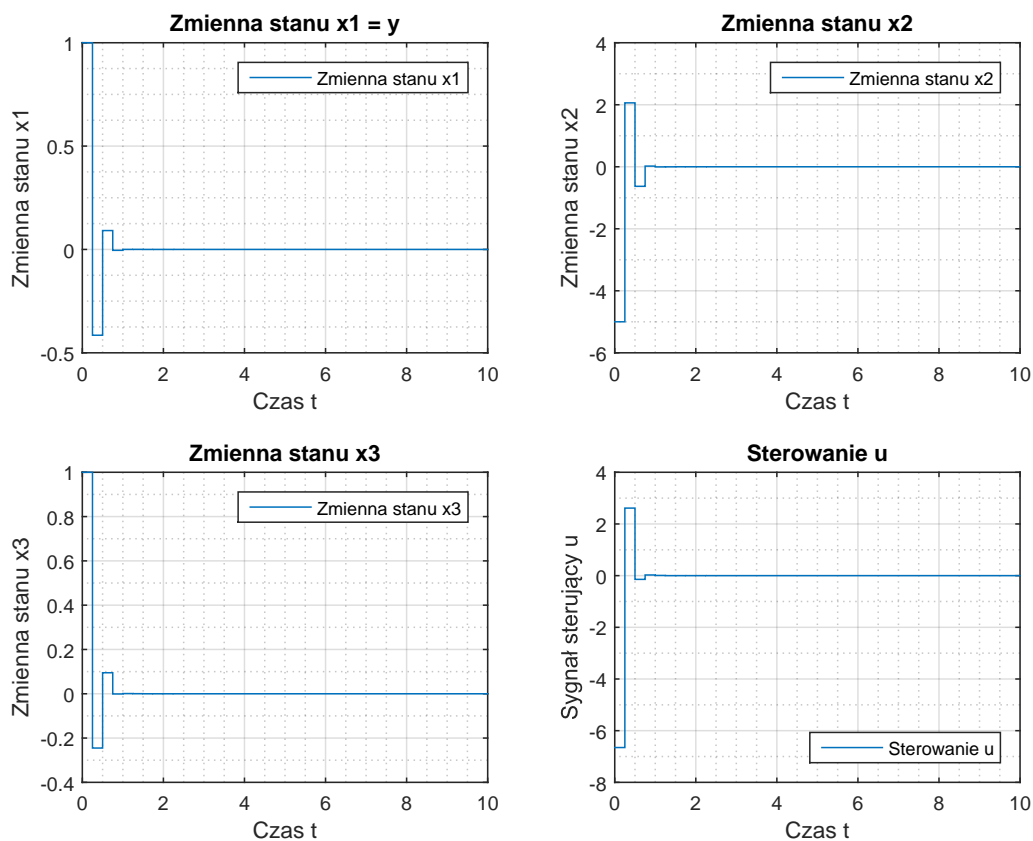 Zmienna stanu x1 = y
Zmienna stanu x1
1
0.5
0
-0.5
Zmienna stanu x1
0 2 4 6 8 10
Czas t
Zmienna stanu x2
Zmienna stanu x2
4
2
0
-2
-4
-6
Zmienna stanu x2
0 2 4 6 8 10
Czas t
Zmienna stanu x3
Zmienna stanu x3
1
0.8
0.6
0.4
0.2
0
-0.2
-0.4
Zmienna stanu x3
0 2 4 6 8 10
Czas t
Sterowanie u
4
2
0
-2
-4
-6
-8
Sygnał sterujący u
Sterowanie u
0 2 4 6 8 10
Czas t